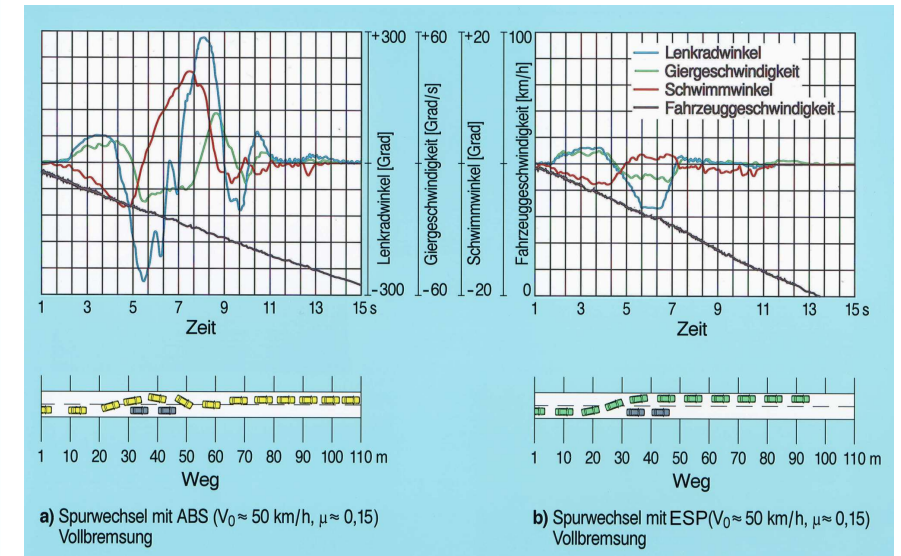 +300
+60
+20
100
Lenkradwinkel [Grad]
Giergeschwindigkeit [Grad/s]
Schwimmwinkel [Grad]
Fahrzeuggeschwindigkeit [km/h]
-300
-60
-20
0
Lenkradwinkel
Giergeschwindigkeit
Schwimmwinkel
Fahrzeuggeschwindigkeit
1 3 5 7 9 11 13 15 s
Zeit
1 3 5 7 9 11 13 15 s
Zeit
1 10 20 30 40 50 60 70 80 90 100 110 m
Weg
1 10 20 30 40 50 60 70 80 90 100 110 m
Weg
a) Spurwechsel mit ABS (V₀ ≈ 50 km/h, µ ≈ 0,15)
Vollbremsung
b) Spurwechsel mit ESP(V₀ ≈ 50 km/h, µ ≈ 0,15)
Vollbremsung